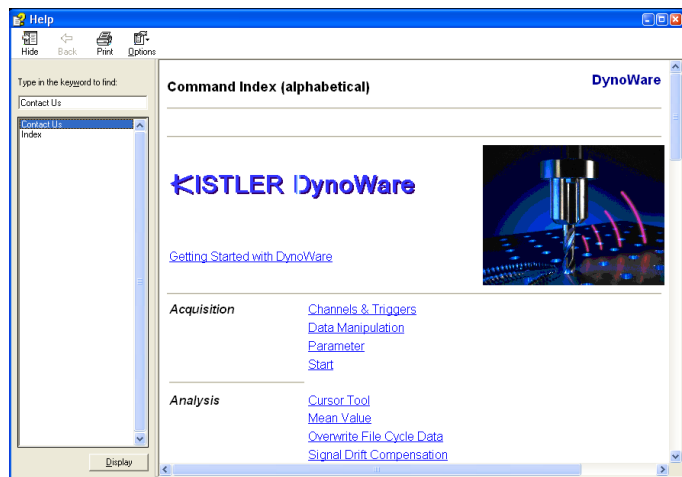 Help
Hide Back Print Options
Type in the keyword to find:
Contact Us
Contact Us
Index
Display
Command Index (alphabetical)
DynoWare
KISTLER DynoWare
Getting Started with DynoWare
Acquisition
Channels & Triggers
Data Manipulation
Parameter
Start
Analysis
Cursor Tool
Mean Value
Overwrite File Cycle Data
Signal Drift Compensation